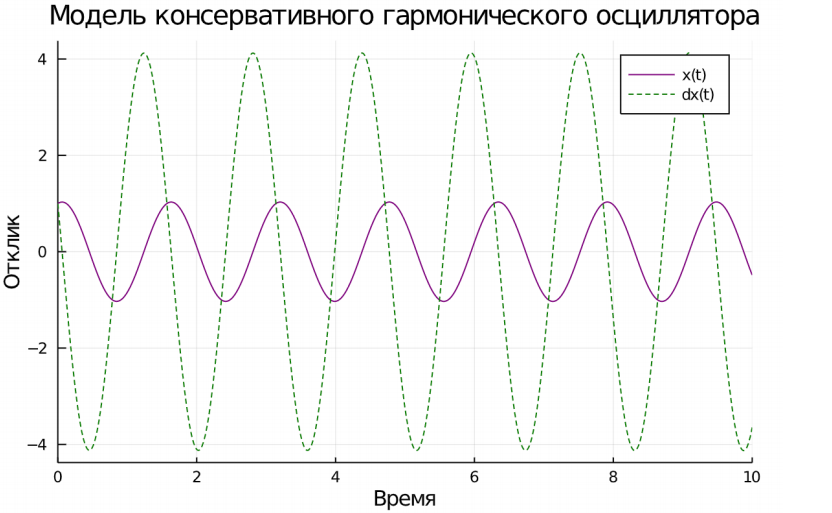 Модель консервативного гармонического осциллятора
4
2
0
−2
−4
Отклик
x(t)
dx(t)
0
2
4
6
8
10
Время